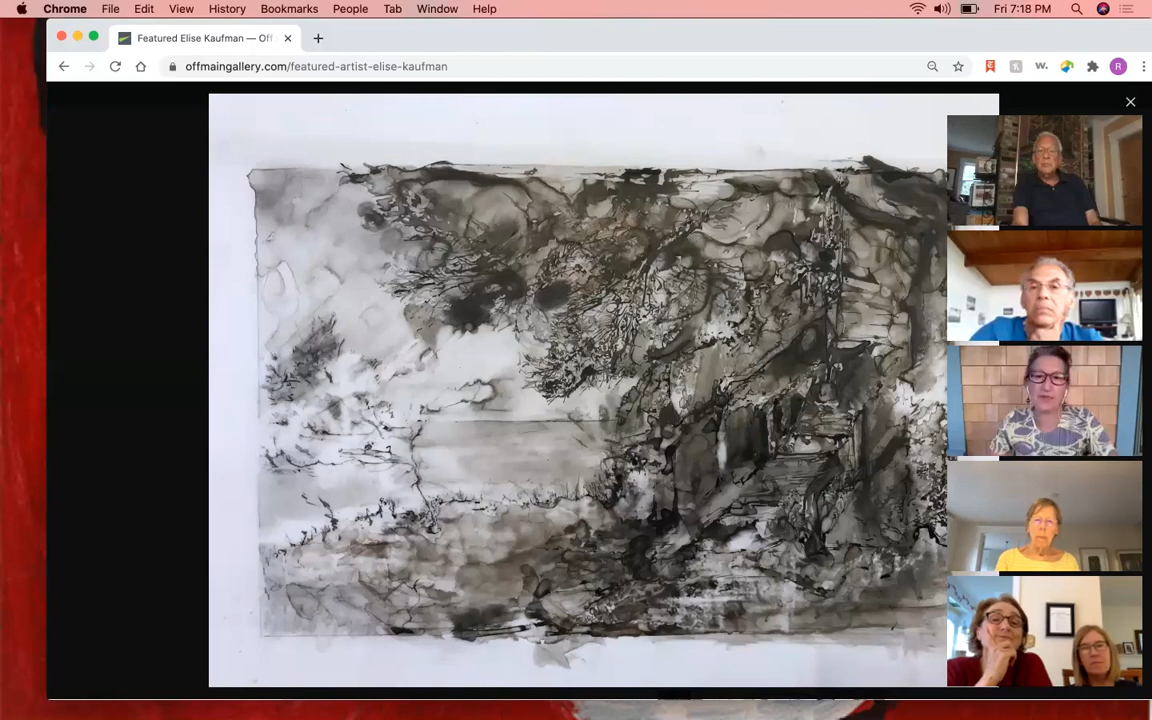 Chrome File Edit View History Bookmarks People Tab Window Help Fri 7:18 PM
Featured Elise Kaufman — Off
offmaingallery.com/featured-artist-elise-kaufman
w.
R